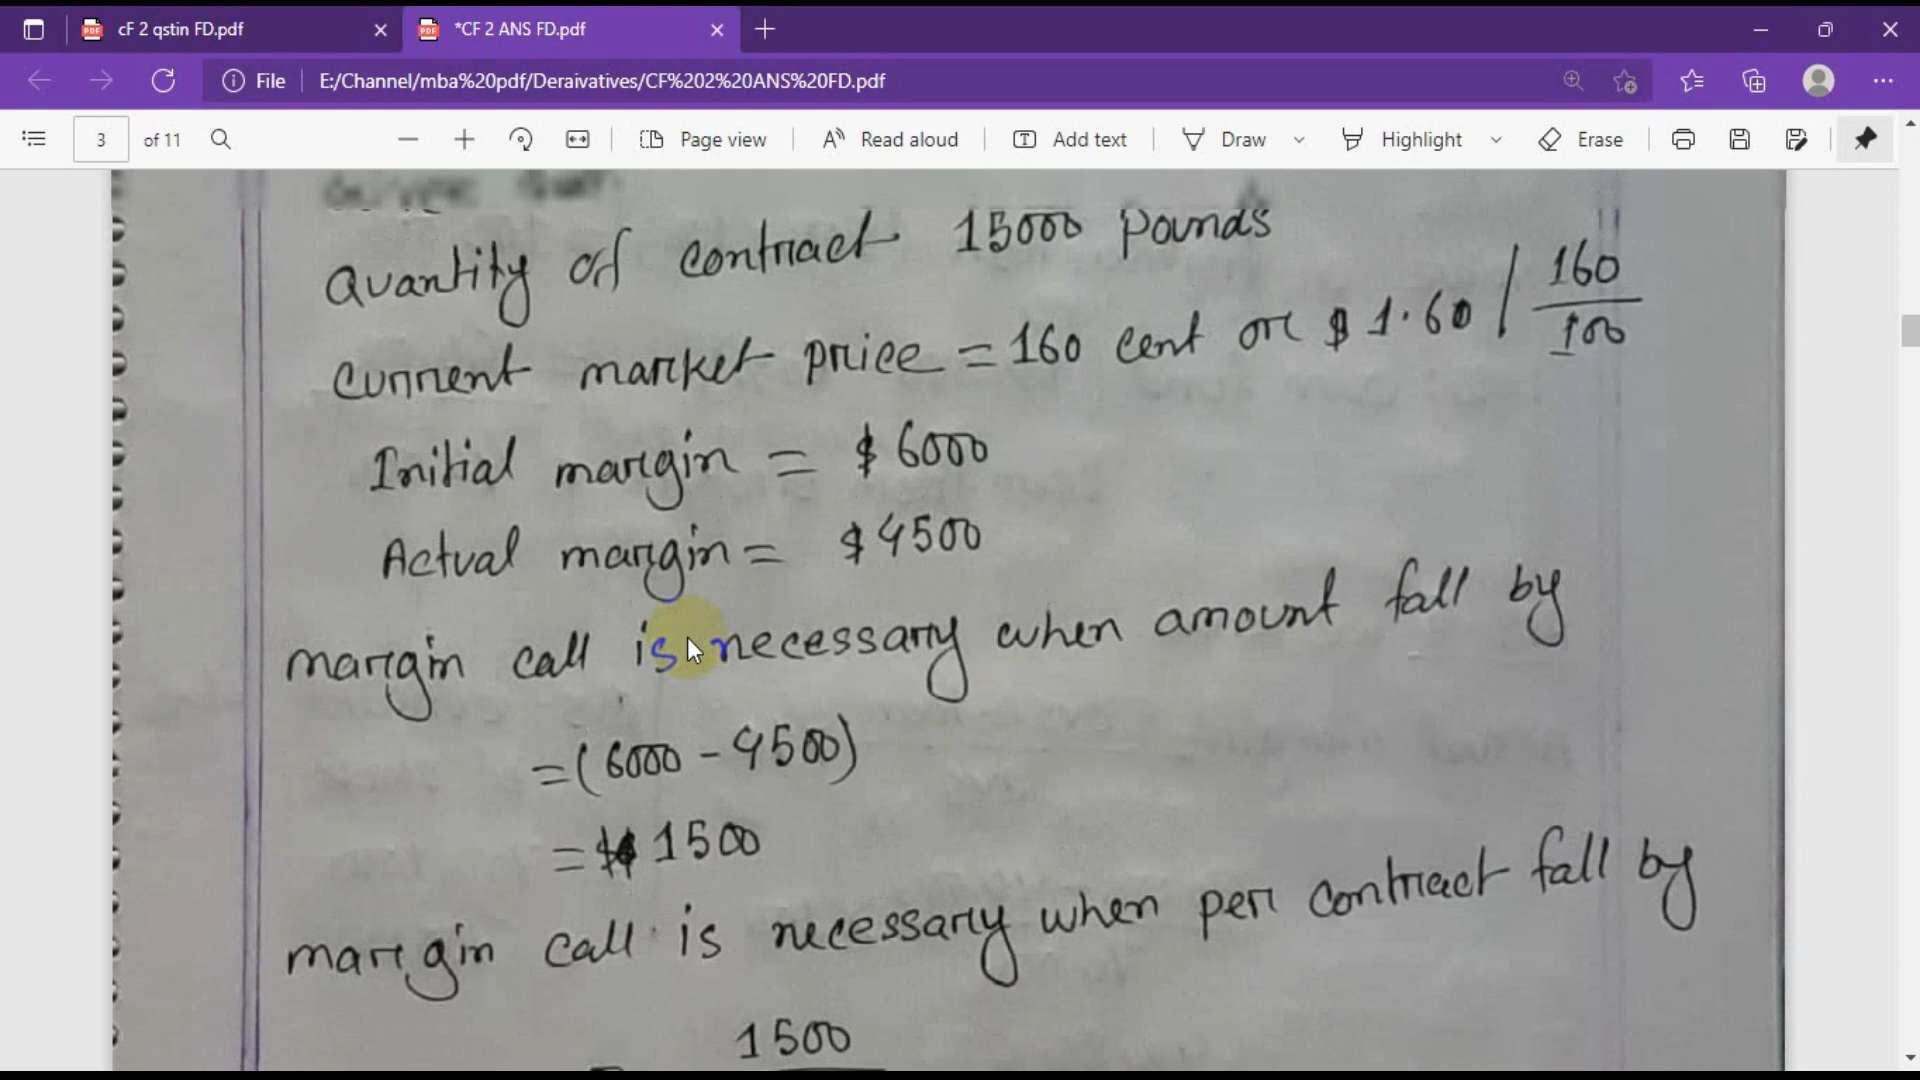 cF 2 qstin FD.pdf
*CF 2 ANS FD.pdf
File
E:/Channel/mba%20pdf/Deraivatives/CF%202%20ANS%20FD.pdf
3 of 11
Page view
Read aloud
Add text
Draw
Highlight
Erase
Quantity of contract 15000 pounds
current market price = 160 cent or $ 1.60 / 160/100
Initial margin = $ 6000
Actual margin = $ 4500
margin call is necessary when amount fall by
= (6000 - 4500)
= $ 1500
margin call is necessary when per contract fall by
1500